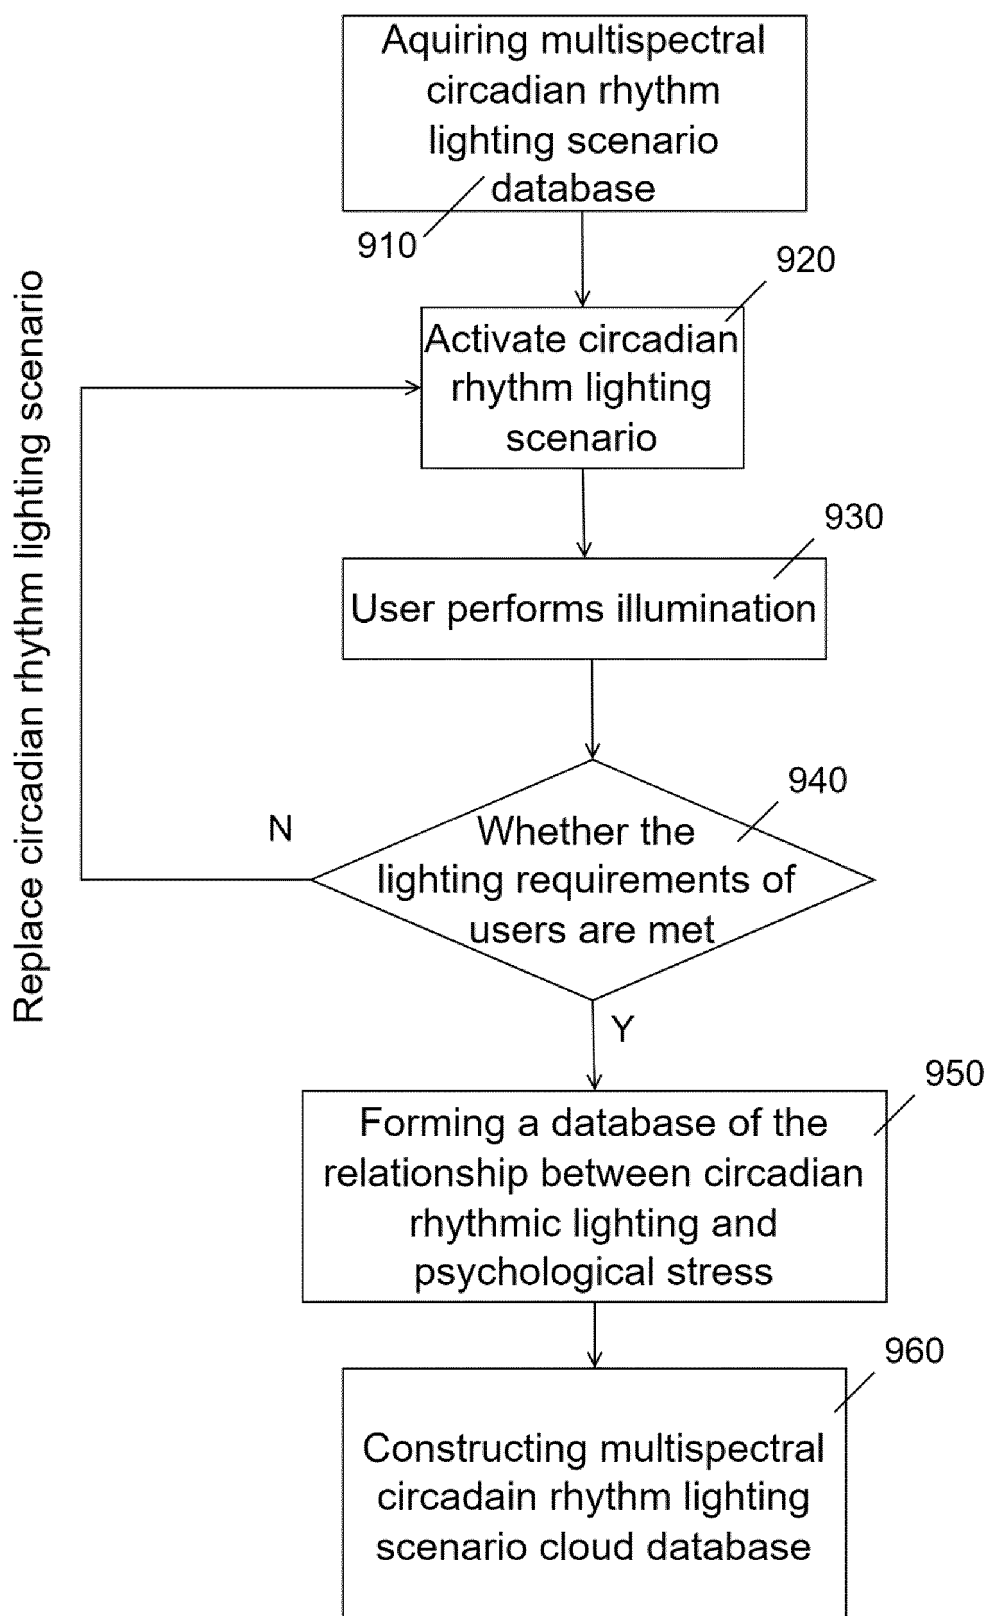 Aquiring multispectral
circadian rhythm
lighting scenario
database
910
920
Activate circadian
rhythm lighting
scenario
Replace circadian rhythm lighting scenario
930
User performs illumination
940
Whether the
lighting requirements of
users are met
N
Y
950
Forming a database of the
relationship between circadian
rhythmic lighting and
psychological stress
960
Constructing multispectral
circadain rhythm lighting
scenario cloud database